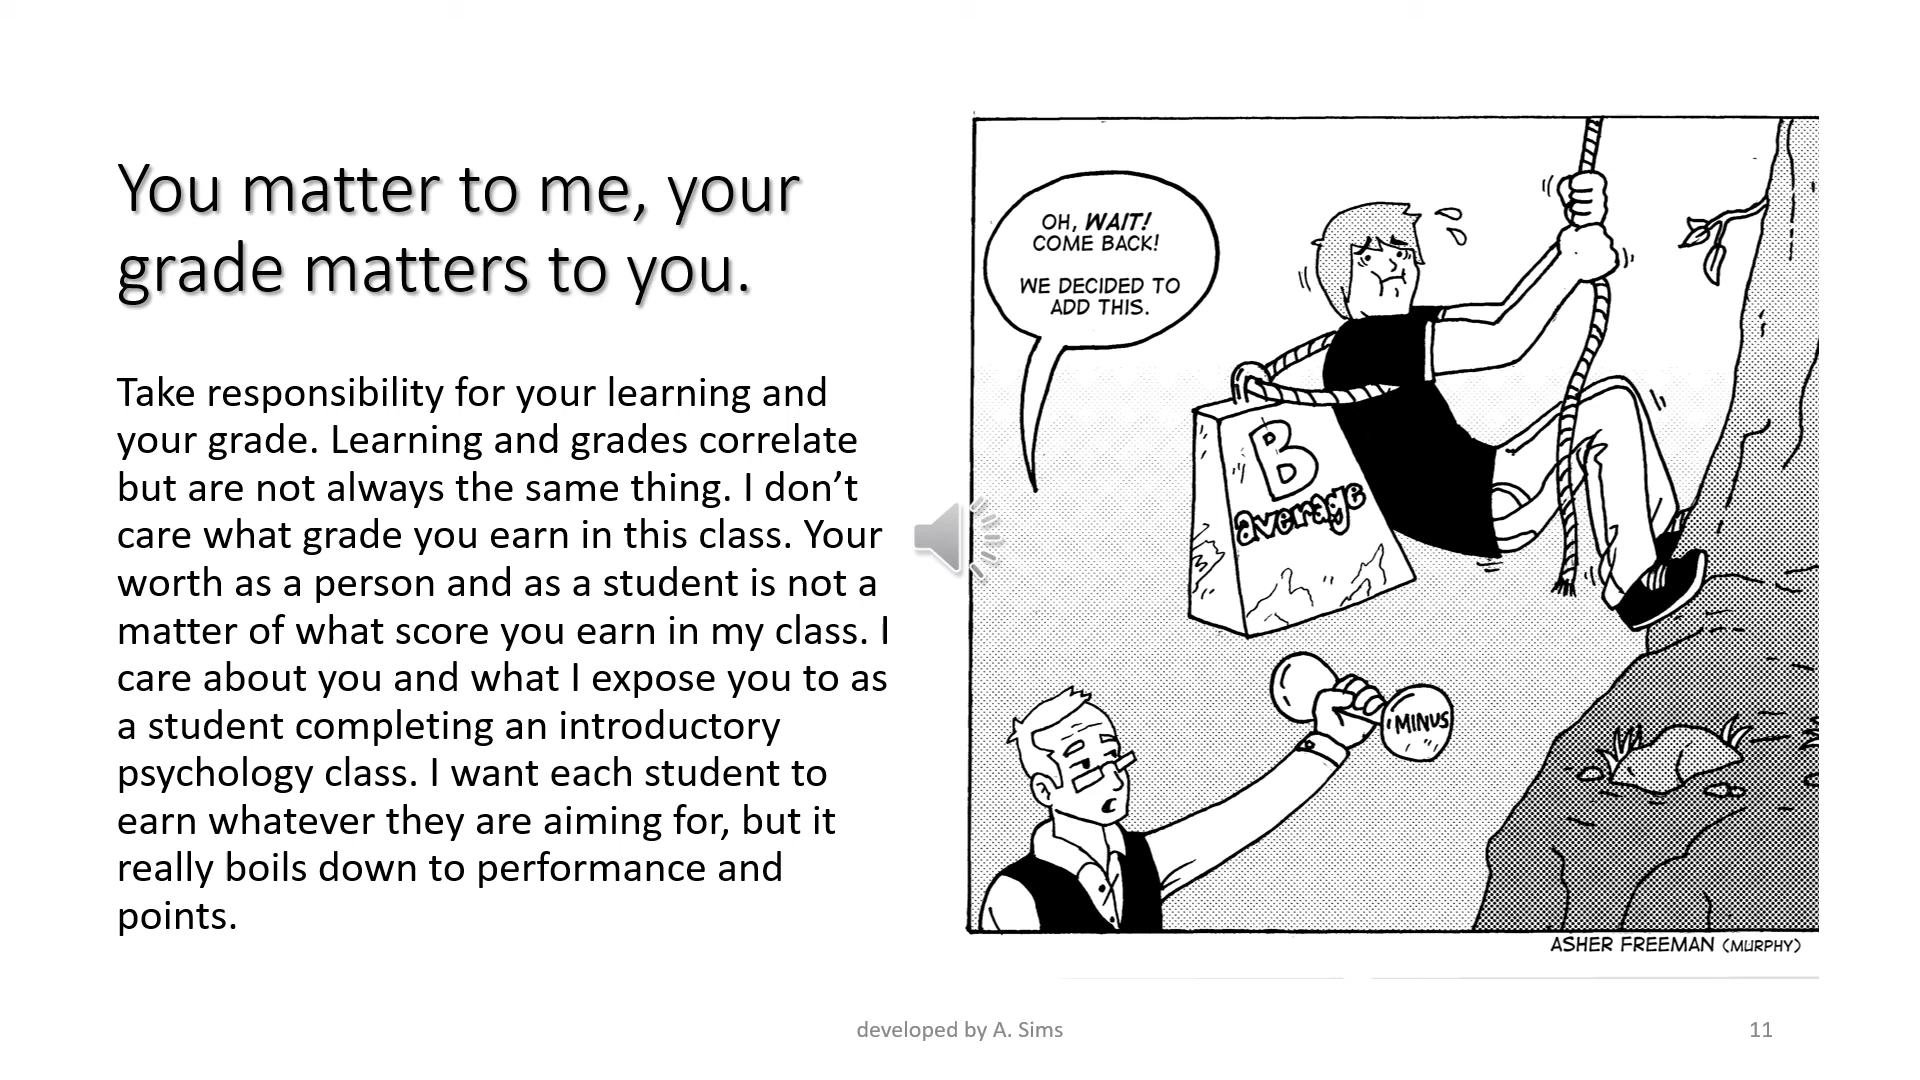 You matter to me, your
grade matters to you.
Take responsibility for your learning and
your grade. Learning and grades correlate
but are not always the same thing. I don’t
care what grade you earn in this class. Your
worth as a person and as a student is not a
matter of what score you earn in my class. I
care about you and what I expose you to as
a student completing an introductory
psychology class. I want each student to
earn whatever they are aiming for, but it
really boils down to performance and
points.
OH, WAIT!
COME BACK!
WE DECIDED TO
ADD THIS.
B
average
MINUS
ASHER FREEMAN (MURPHY)
developed by A. Sims
11